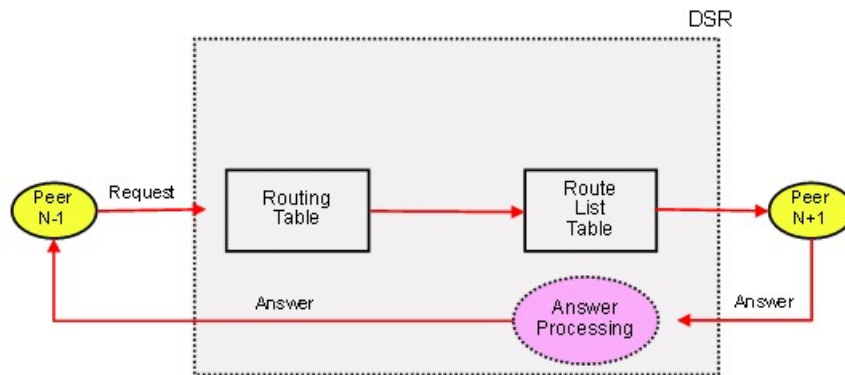 DSR
Peer
N-1
Request
Routing
Table
Route
List
Table
Peer
N+1
Answer
Answer
Processing
Answer